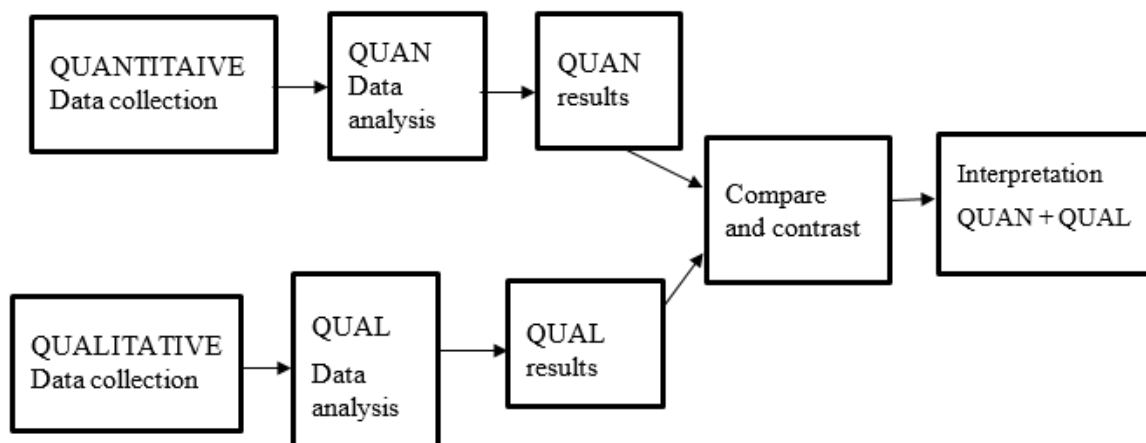 QUANTITAIVE
Data collection
QUAN
Data
analysis
QUAN
results
Compare
and contrast
Interpretation
QUAN + QUAL
QUALITATIVE
Data collection
QUAL
Data
analysis
QUAL
results